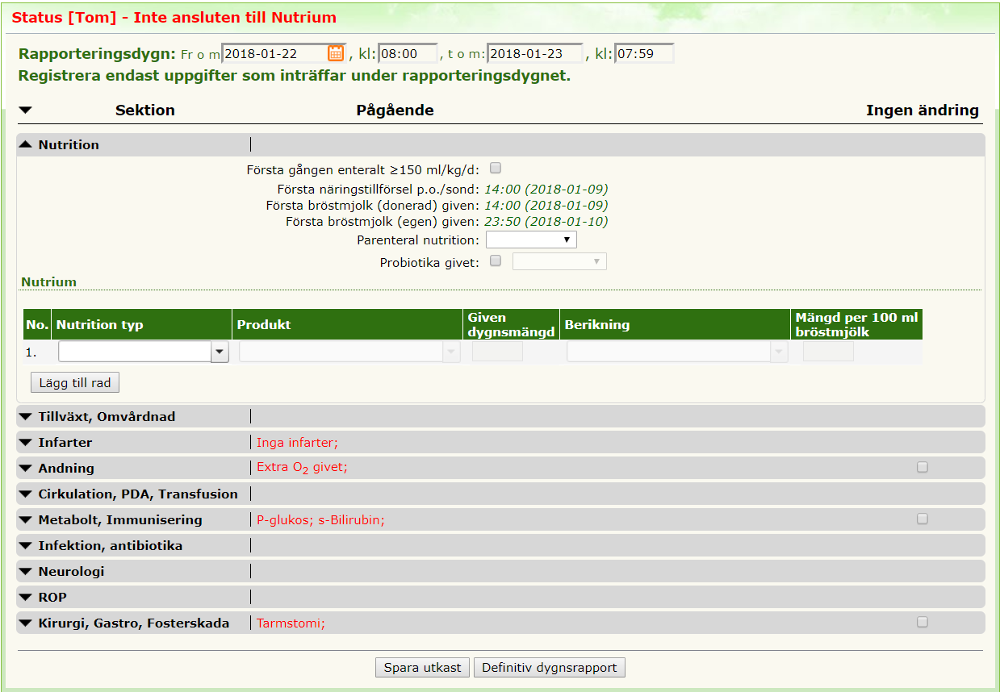 Status [Tom] - Inte ansluten till Nutrium
Rapporteringsdygn: Fr o m 2018-01-22 , kl: 08:00 , t o m: 2018-01-23 , kl: 07:59
Registrera endast uppgifter som inträffar under rapporteringsdygnet.
Sektion Pågående Ingen ändring
Nutrition
Första gången enteralt ≥150 ml/kg/d:
Första näringstillförsel p.o./sond: 14:00 (2018-01-09)
Första bröstmjolk (donerad) given: 14:00 (2018-01-09)
Första bröstmjolk (egen) given: 23:50 (2018-01-10)
Parenteral nutrition:
Probiotika givet:
Nutrium
No. Nutrition typ Produkt Given dygnsmängd Berikning Mängd per 100 ml bröstmjölk
1.
Lägg till rad
Tillväxt, Omvårdnad
Infarter Inga infarter;
Andning Extra O₂ givet;
Cirkulation, PDA, Transfusion
Metabolt, Immunisering P-glukos; s-Bilirubin;
Infektion, antibiotika
Neurologi
ROP
Kirurgi, Gastro, Fosterskada Tarmstomi;
Spara utkast Definitiv dygnsrapport